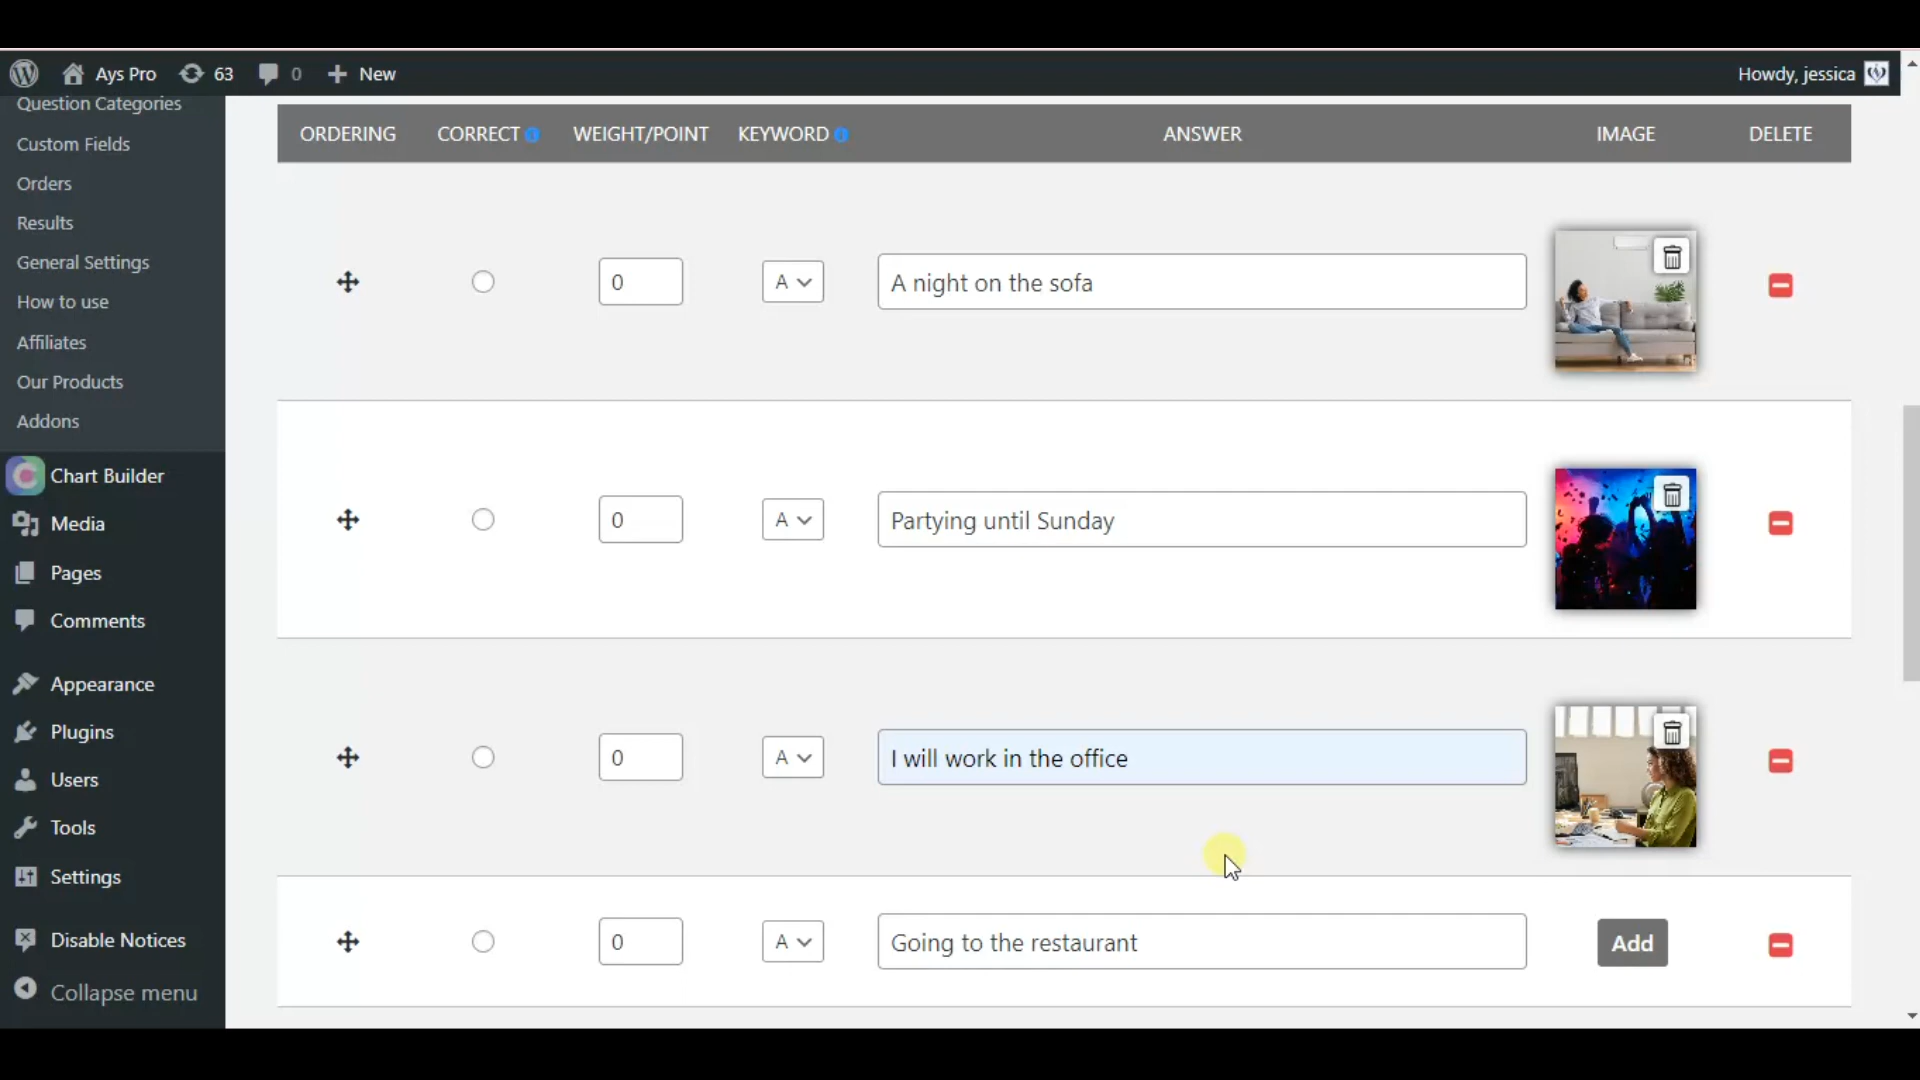 Ays Pro 63 0 New Howdy, jessica
Question Categories
Custom Fields
Orders
Results
General Settings
How to use
Affiliates
Our Products
Addons
Chart Builder
Media
Pages
Comments
Appearance
Plugins
Users
Tools
Settings
Disable Notices
Collapse menu
ORDERING CORRECT WEIGHT/POINT KEYWORD ANSWER IMAGE DELETE
0 A A night on the sofa
0 A Partying until Sunday
0 A I will work in the office
0 A Going to the restaurant Add